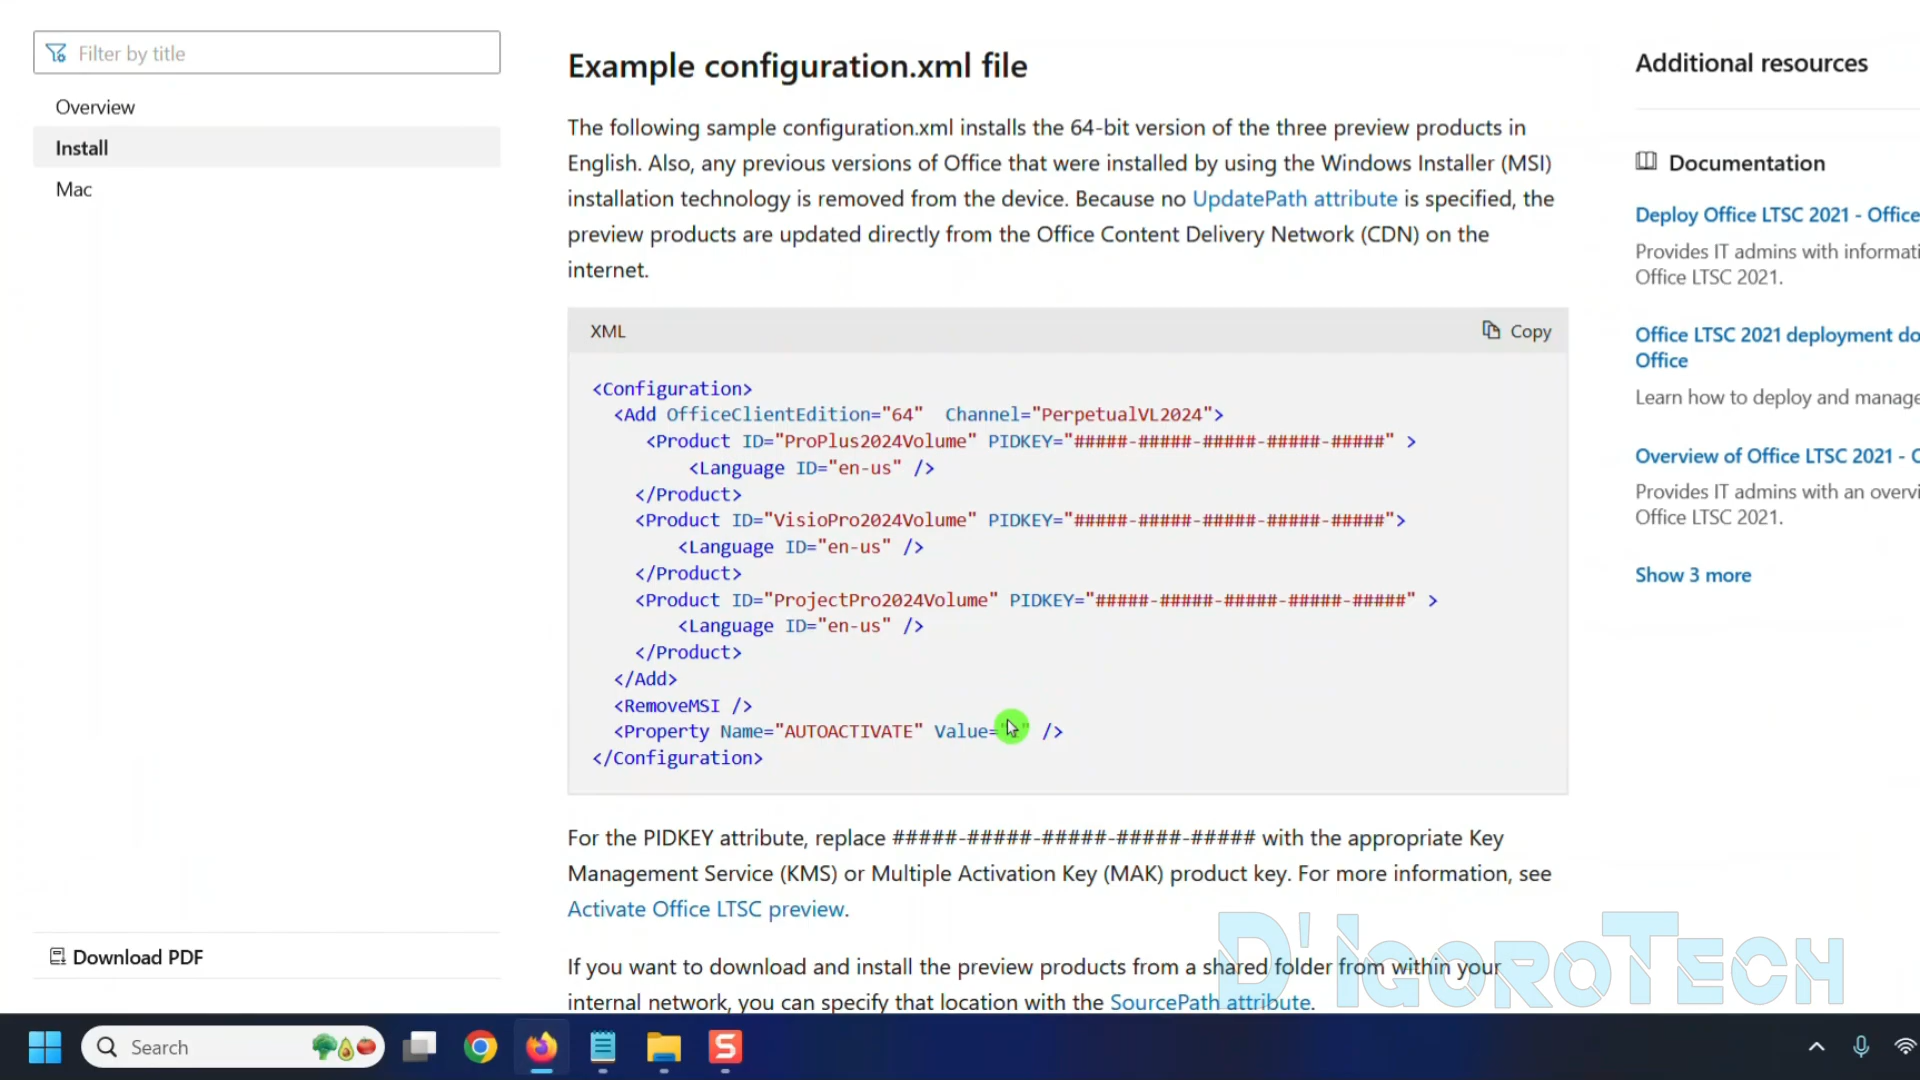 Filter by title
Overview
Install
Mac
Download PDF
Example configuration.xml file
The following sample configuration.xml installs the 64-bit version of the three preview products in
English. Also, any previous versions of Office that were installed by using the Windows Installer (MSI)
installation technology is removed from the device. Because no UpdatePath attribute is specified, the
preview products are updated directly from the Office Content Delivery Network (CDN) on the
internet.
XML
Copy
<Configuration>
<Add OfficeClientEdition="64" Channel="PerpetualVL2024">
<Product ID="ProPlus2024Volume" PIDKEY="#####-#####-#####-#####-#####" >
<Language ID="en-us" />
</Product>
<Product ID="VisioPro2024Volume" PIDKEY="#####-#####-#####-#####-#####">
<Language ID="en-us" />
</Product>
<Product ID="ProjectPro2024Volume" PIDKEY="#####-#####-#####-#####-#####" >
<Language ID="en-us" />
</Product>
</Add>
<RemoveMSI />
<Property Name="AUTOACTIVATE" Value= />
</Configuration>
For the PIDKEY attribute, replace #####-#####-#####-#####-##### with the appropriate Key
Management Service (KMS) or Multiple Activation Key (MAK) product key. For more information, see
Activate Office LTSC preview.
If you want to download and install the preview products from a shared folder from within your
internal network, you can specify that location with the SourcePath attribute.
Additional resources
Documentation
Deploy Office LTSC 2021 - Office
Provides IT admins with informati
Office LTSC 2021.
Office LTSC 2021 deployment do
Office
Learn how to deploy and manage
Overview of Office LTSC 2021 - O
Provides IT admins with an overvi
Office LTSC 2021.
Show 3 more
D'IGOROTECH
Search
S